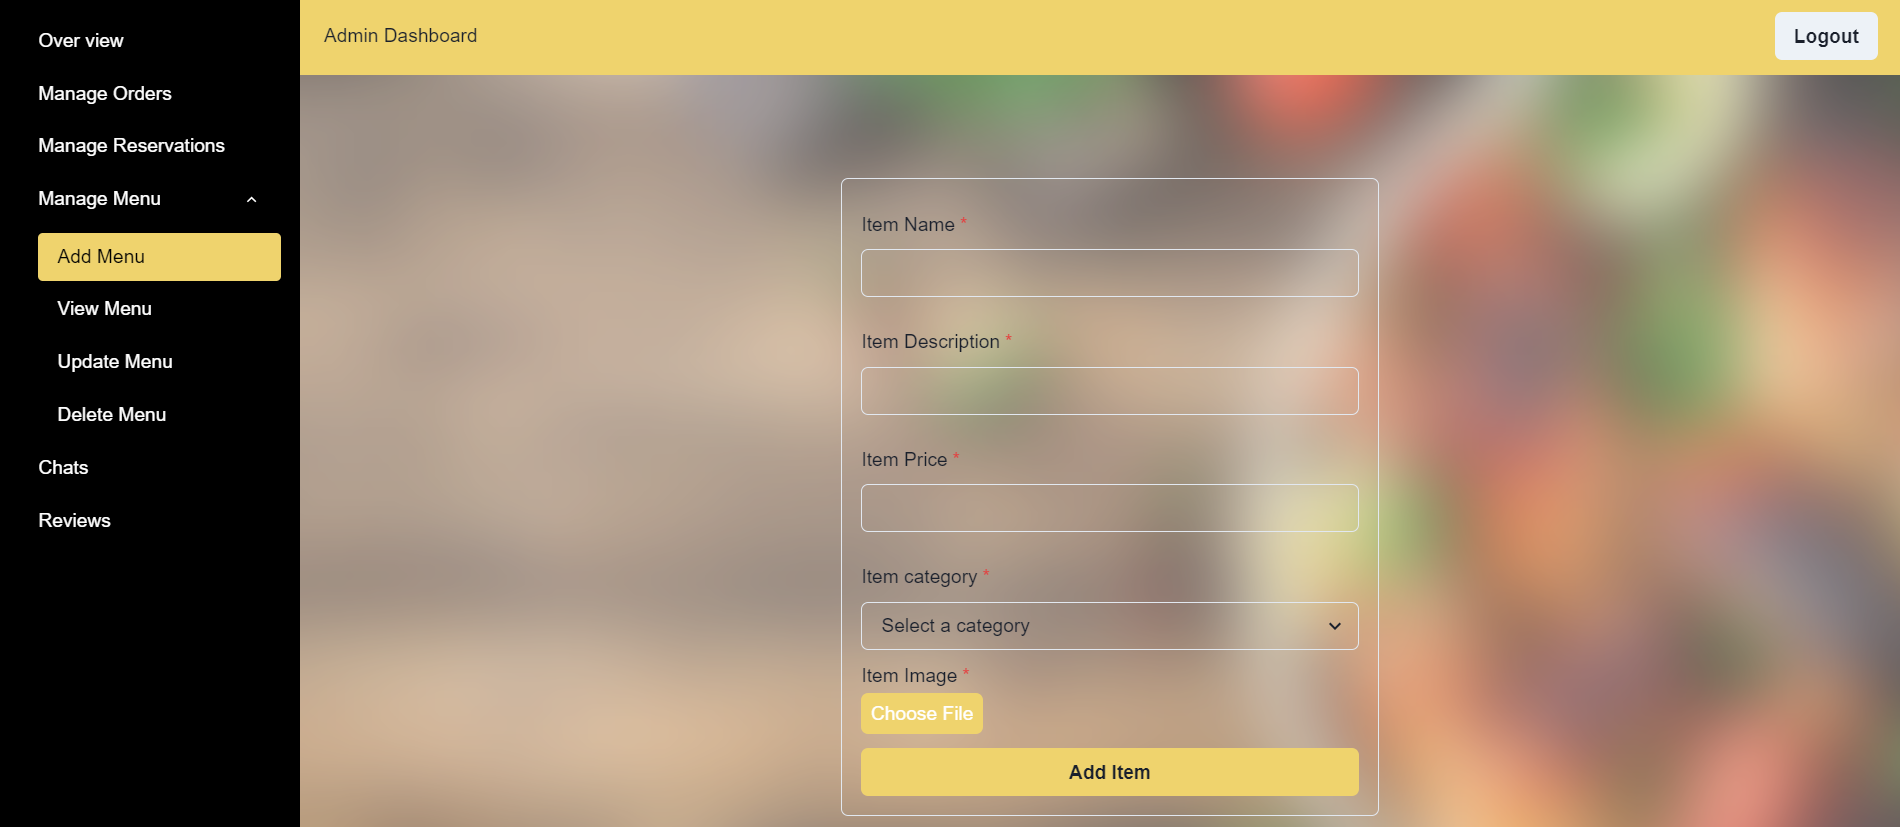 Over view
Manage Orders
Manage Reservations
Manage Menu
Add Menu
View Menu
Update Menu
Delete Menu
Chats
Reviews
Admin Dashboard
Logout
Item Name *
Item Description *
Item Price *
Item category *
Select a category
Item Image *
Choose File
Add Item